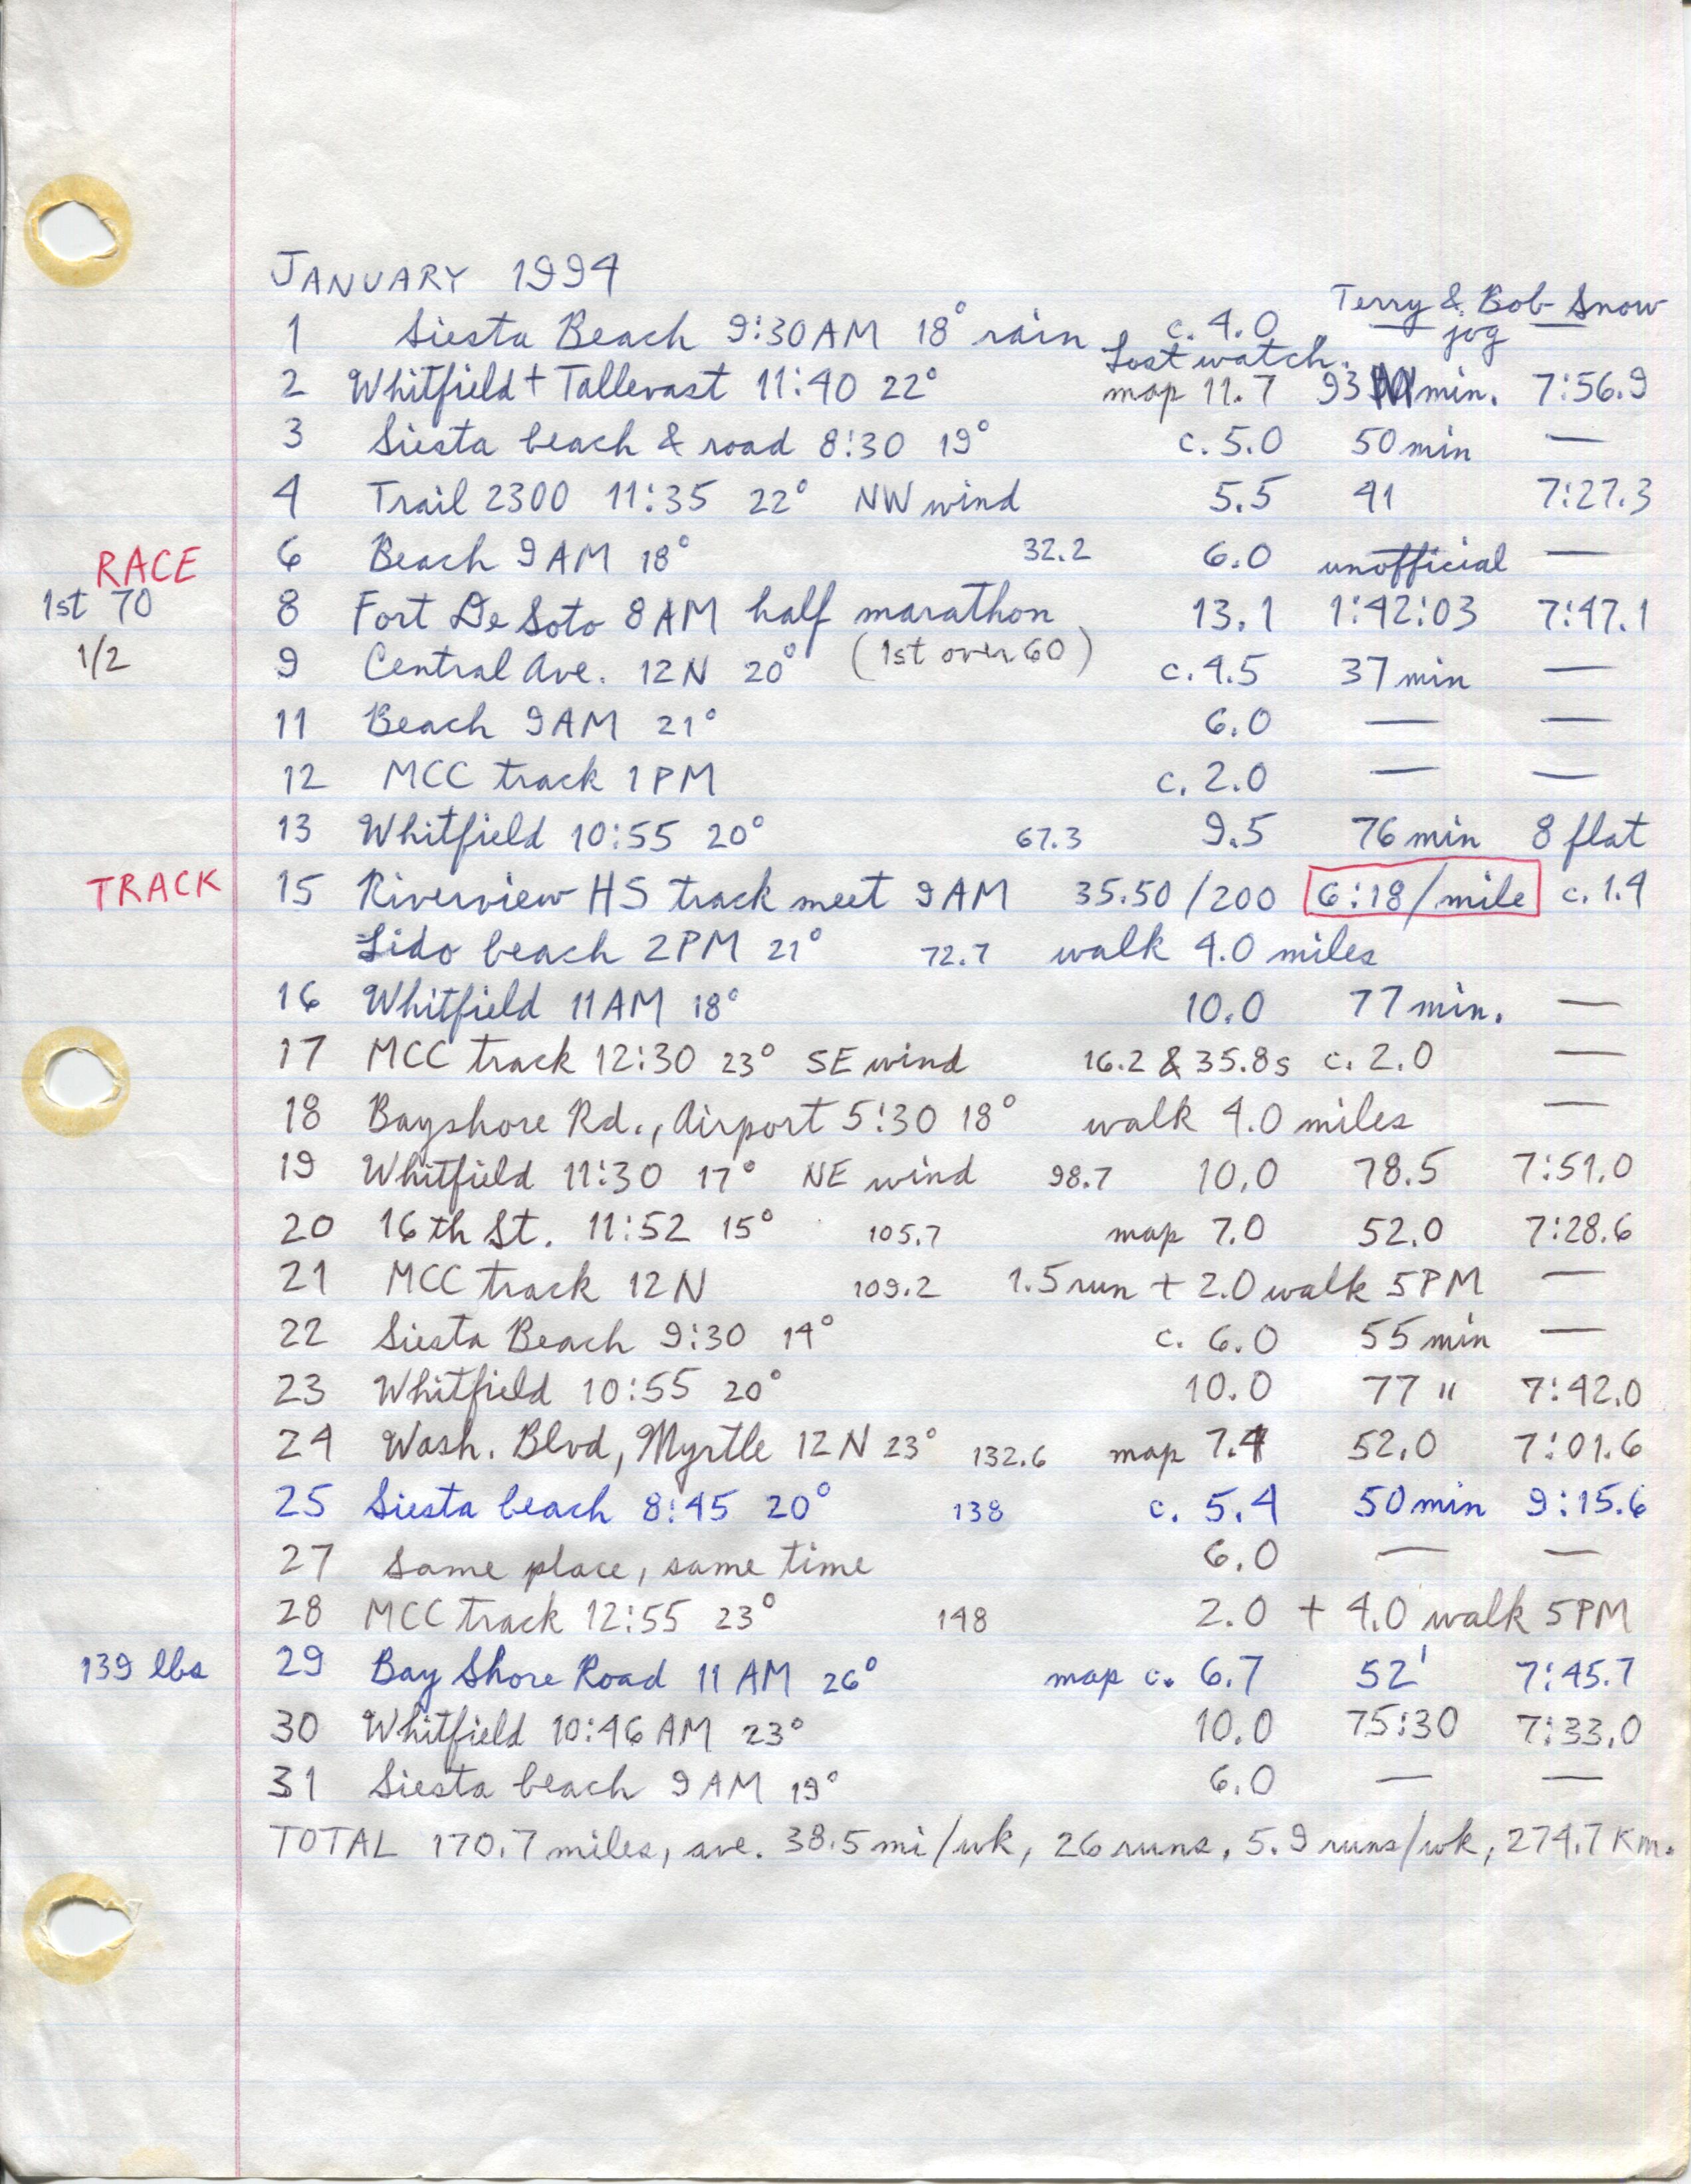 JANUARY 1994
Terry & Bob Snow
1 Siesta Beach 9:30AM 18° rain c. 4.0 jog
Lost watch.
2 Whitfield + Tallevast 11:40 22° map 11.7 93 min. 7:56.9
3 Siesta beach & road 8:30 19° c. 5.0 50 min —
4 Trail 2300 11:35 22° NW wind 5.5 41 7:27.3
RACE 6 Beach 9AM 18° 32.2 6.0 unofficial —
1st 70 8 Fort De Soto 8AM half marathon 13.1 1:42:03 7:47.1
1/2 9 Central Ave. 12N 20° (1st over 60) c. 4.5 37 min —
11 Beach 9AM 21° 6.0 — —
12 MCC track 1PM c. 2.0 — —
13 Whitfield 10:55 20° 67.3 9.5 76 min 8 flat
TRACK 15 Riverview HS track meet 9AM 35.50/200 6:18/mile c. 1.4
Lido beach 2PM 21° 72.7 walk 4.0 miles
16 Whitfield 11AM 18° 10.0 77 min. —
17 MCC track 12:30 23° SE wind 16.2 & 35.8s c. 2.0 —
18 Bayshore Rd., Airport 5:30 18° walk 4.0 miles —
19 Whitfield 11:30 17° NE wind 98.7 10.0 78.5 7:51.0
20 16th St. 11:52 15° 105.7 map 7.0 52.0 7:28.6
21 MCC track 12N 109.2 1.5 run + 2.0 walk 5PM —
22 Siesta Beach 9:30 14° c. 6.0 55 min —
23 Whitfield 10:55 20° 10.0 77 " 7:42.0
24 Wash. Blvd, Myrtle 12N 23° 132.6 map 7.4 52.0 7:01.6
25 Siesta beach 8:45 20° 138 c. 5.4 50 min 9:15.6
27 Same place, same time 6.0 — —
28 MCC track 12:55 23° 148 2.0 + 4.0 walk 5PM
139 lbs 29 Bay Shore Road 11AM 26° map c. 6.7 52' 7:45.7
30 Whitfield 10:46 AM 23° 10.0 75:30 7:33.0
31 Siesta beach 9AM 19° 6.0 — —
TOTAL 170.7 miles, ave. 38.5 mi/wk, 26 runs, 5.9 runs/wk, 274.7 Km.